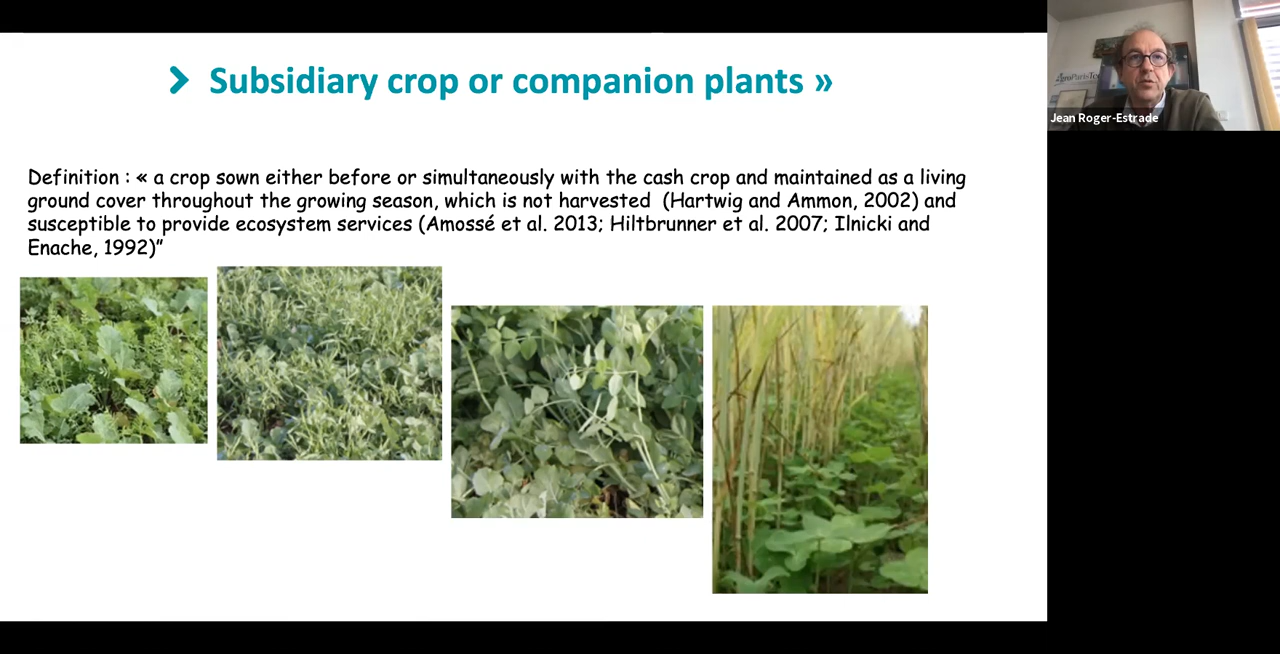 Subsidiary crop or companion plants »
Definition : « a crop sown either before or simultaneously with the cash crop and maintained as a living
ground cover throughout the growing season, which is not harvested (Hartwig and Ammon, 2002) and
susceptible to provide ecosystem services (Amossé et al. 2013; Hiltbrunner et al. 2007; Ilnicki and
Enache, 1992)”
AgroParisTec
Jean Roger-Estrade